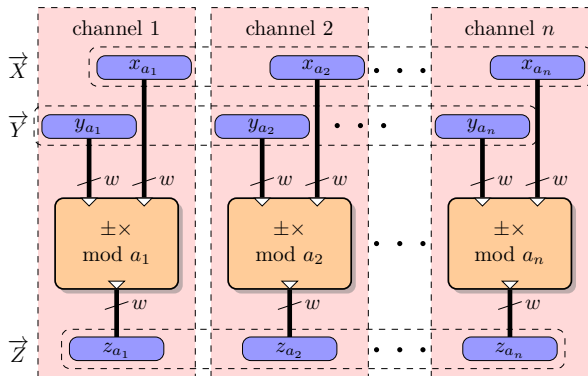 channel 1 channel 2 channel n
X x_{a_1} x_{a_2} • • • x_{a_n}
Y y_{a_1} y_{a_2} • • • y_{a_n}
w w w w w w
±× ±× ±×
mod a_1 mod a_2 • • • mod a_n
w w w
Z z_{a_1} z_{a_2} • • • z_{a_n}